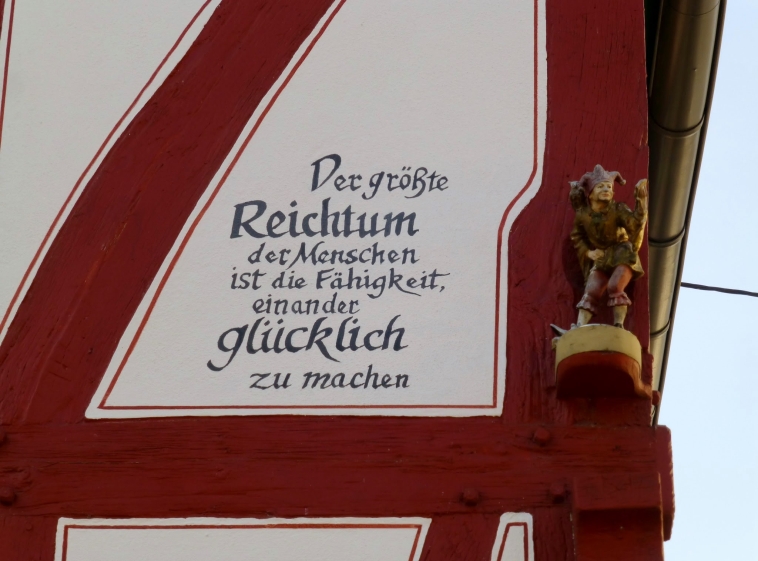 Der größte
Reichtum
der Menschen
ist die Fähigkeit,
einander
glücklich
zu machen